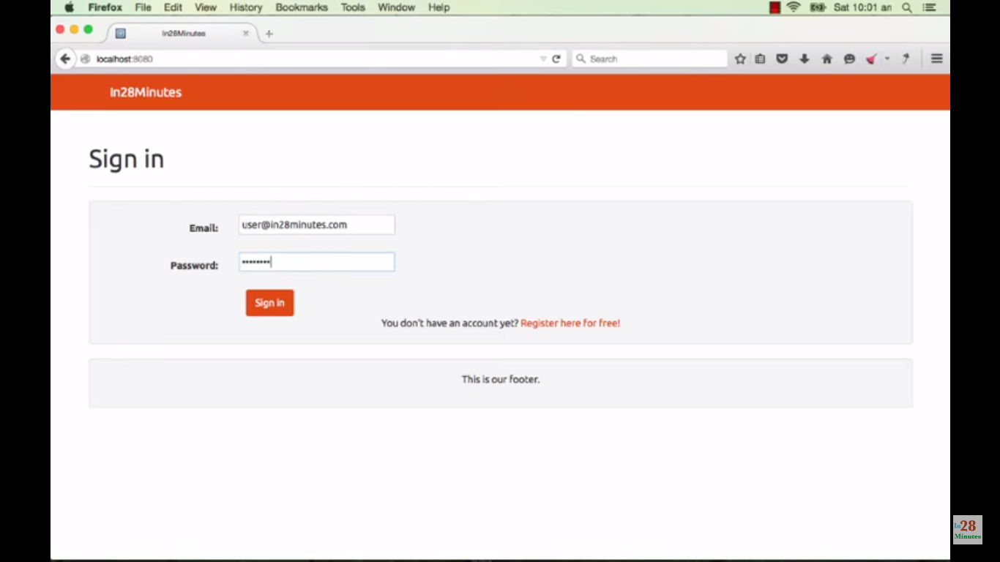 Firefox File Edit View History Bookmarks Tools Window Help Sat 10:01 an
In28Minutes
localhost:8080 Search
In28Minutes
Sign in
Email: user@in28minutes.com
Password: ••••••••
Sign in
You don't have an account yet? Register here for free!
This is our footer.
In28
Minutes